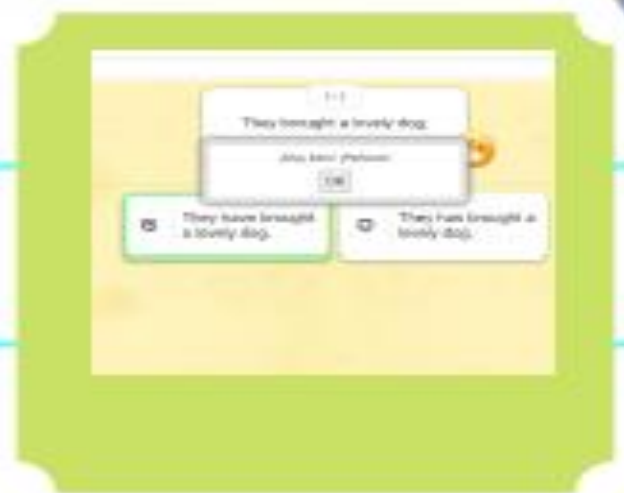 They brought a lovely dog.
OK
They have brought
a lovely dog.
They has brought a
lovely dog.